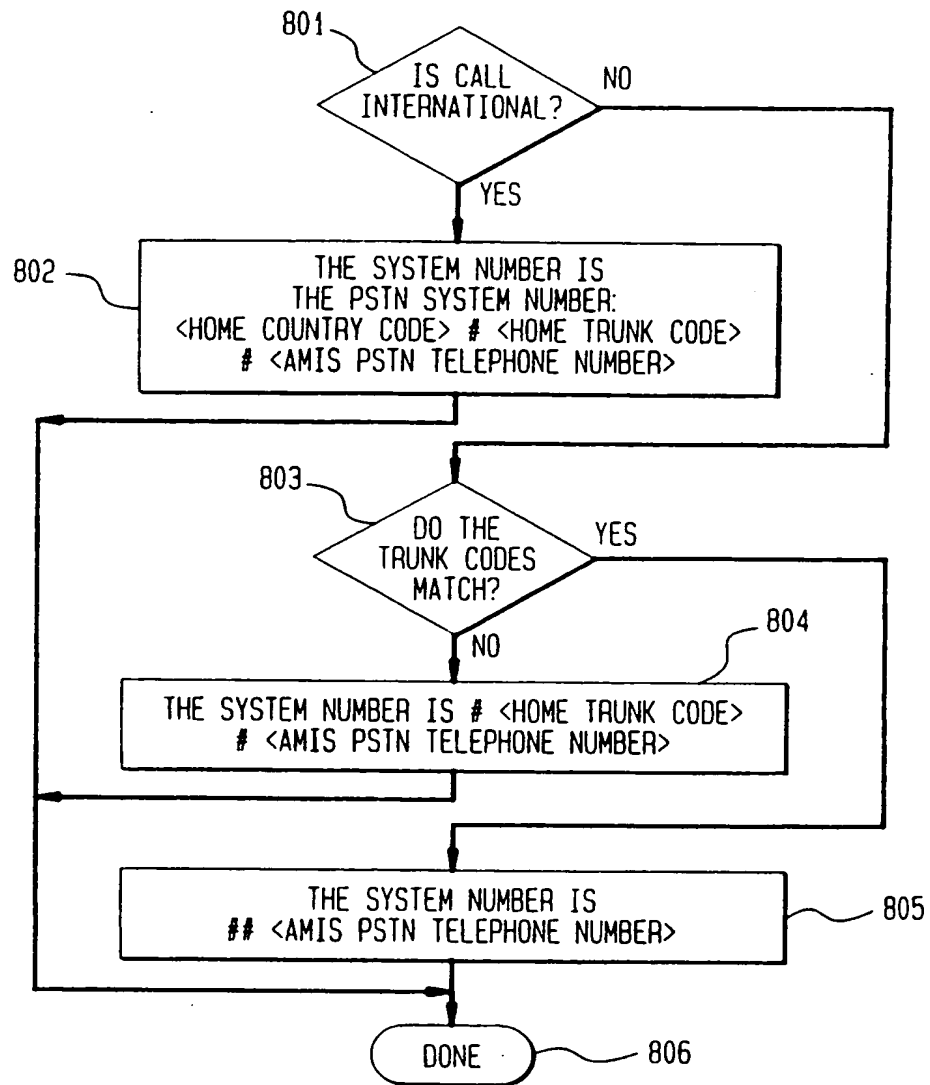 801
IS CALL
INTERNATIONAL?
NO
YES
802
THE SYSTEM NUMBER IS
THE PSTN SYSTEM NUMBER:
<HOME COUNTRY CODE> # <HOME TRUNK CODE>
# <AMIS PSTN TELEPHONE NUMBER>
803
DO THE
TRUNK CODES
MATCH?
YES
NO
804
THE SYSTEM NUMBER IS # <HOME TRUNK CODE>
# <AMIS PSTN TELEPHONE NUMBER>
THE SYSTEM NUMBER IS
## <AMIS PSTN TELEPHONE NUMBER>
805
DONE
806